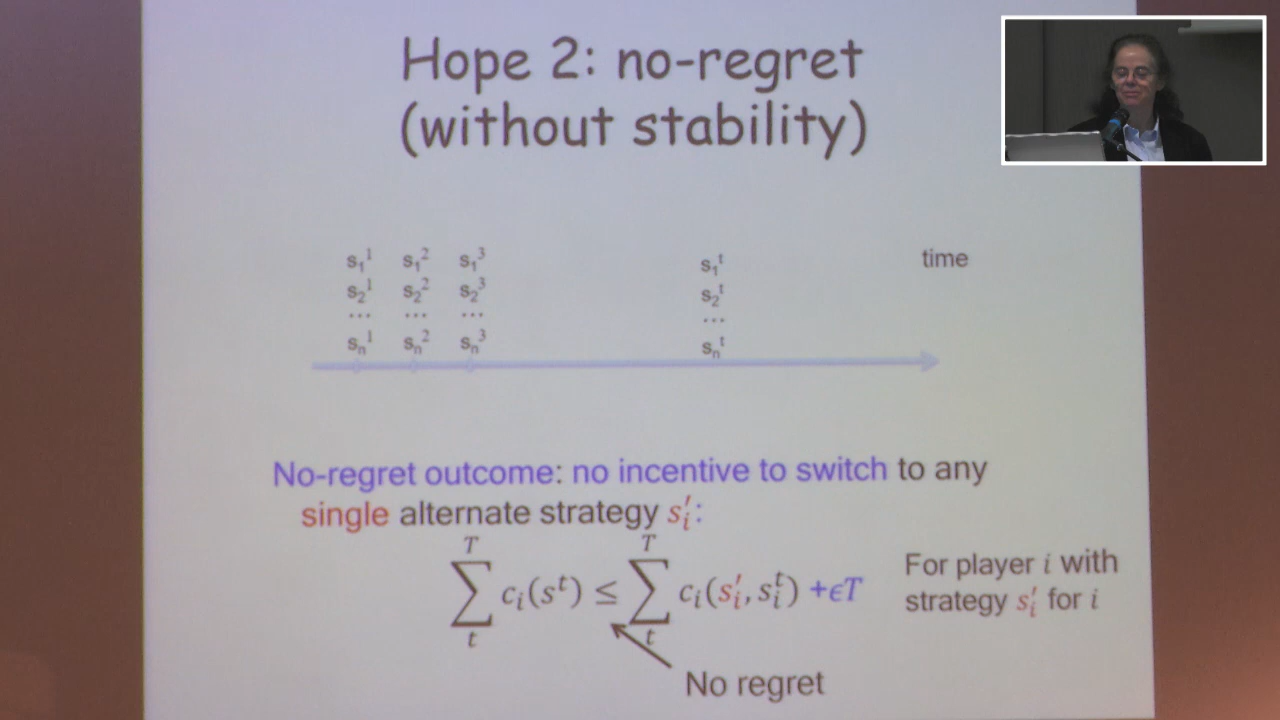 Hope 2: no-regret
(without stability)
s₁¹ s₁² s₁³ s₁ᵗ time
s₂¹ s₂² s₂³ s₂ᵗ
... ... ... ...
sₙ¹ sₙ² sₙ³ sₙᵗ
No-regret outcome: no incentive to switch to any
single alternate strategy s′ᵢ:
∑ₜᵀ cᵢ(sᵗ) ≤ ∑ₜᵀ cᵢ(s′ᵢ, sᵢᵗ) +ϵT
For player i with
strategy s′ᵢ for i
No regret